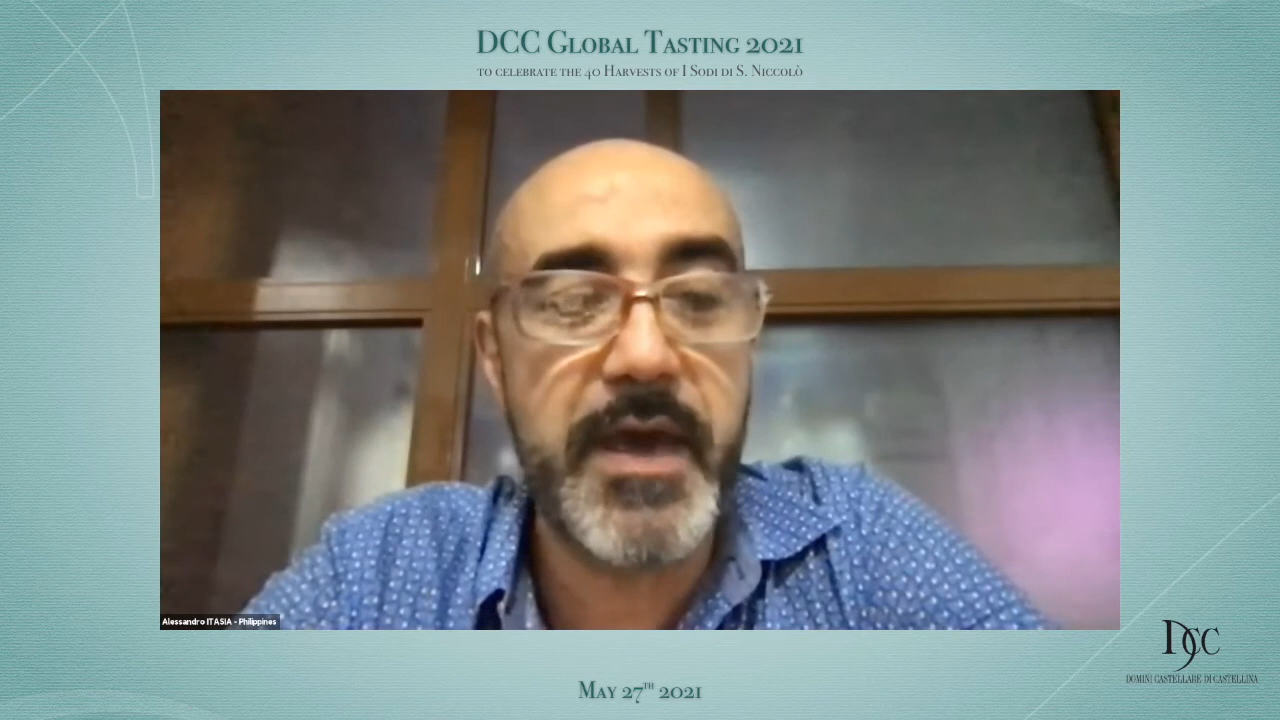 DCC Global Tasting 2021
to celebrate the 40 Harvests of I Sodi di S. Niccolò
Alessandro ITASIA - Philippines
DCC
DOMINI CASTELLARE DI CASTELLINA
May 27th 2021